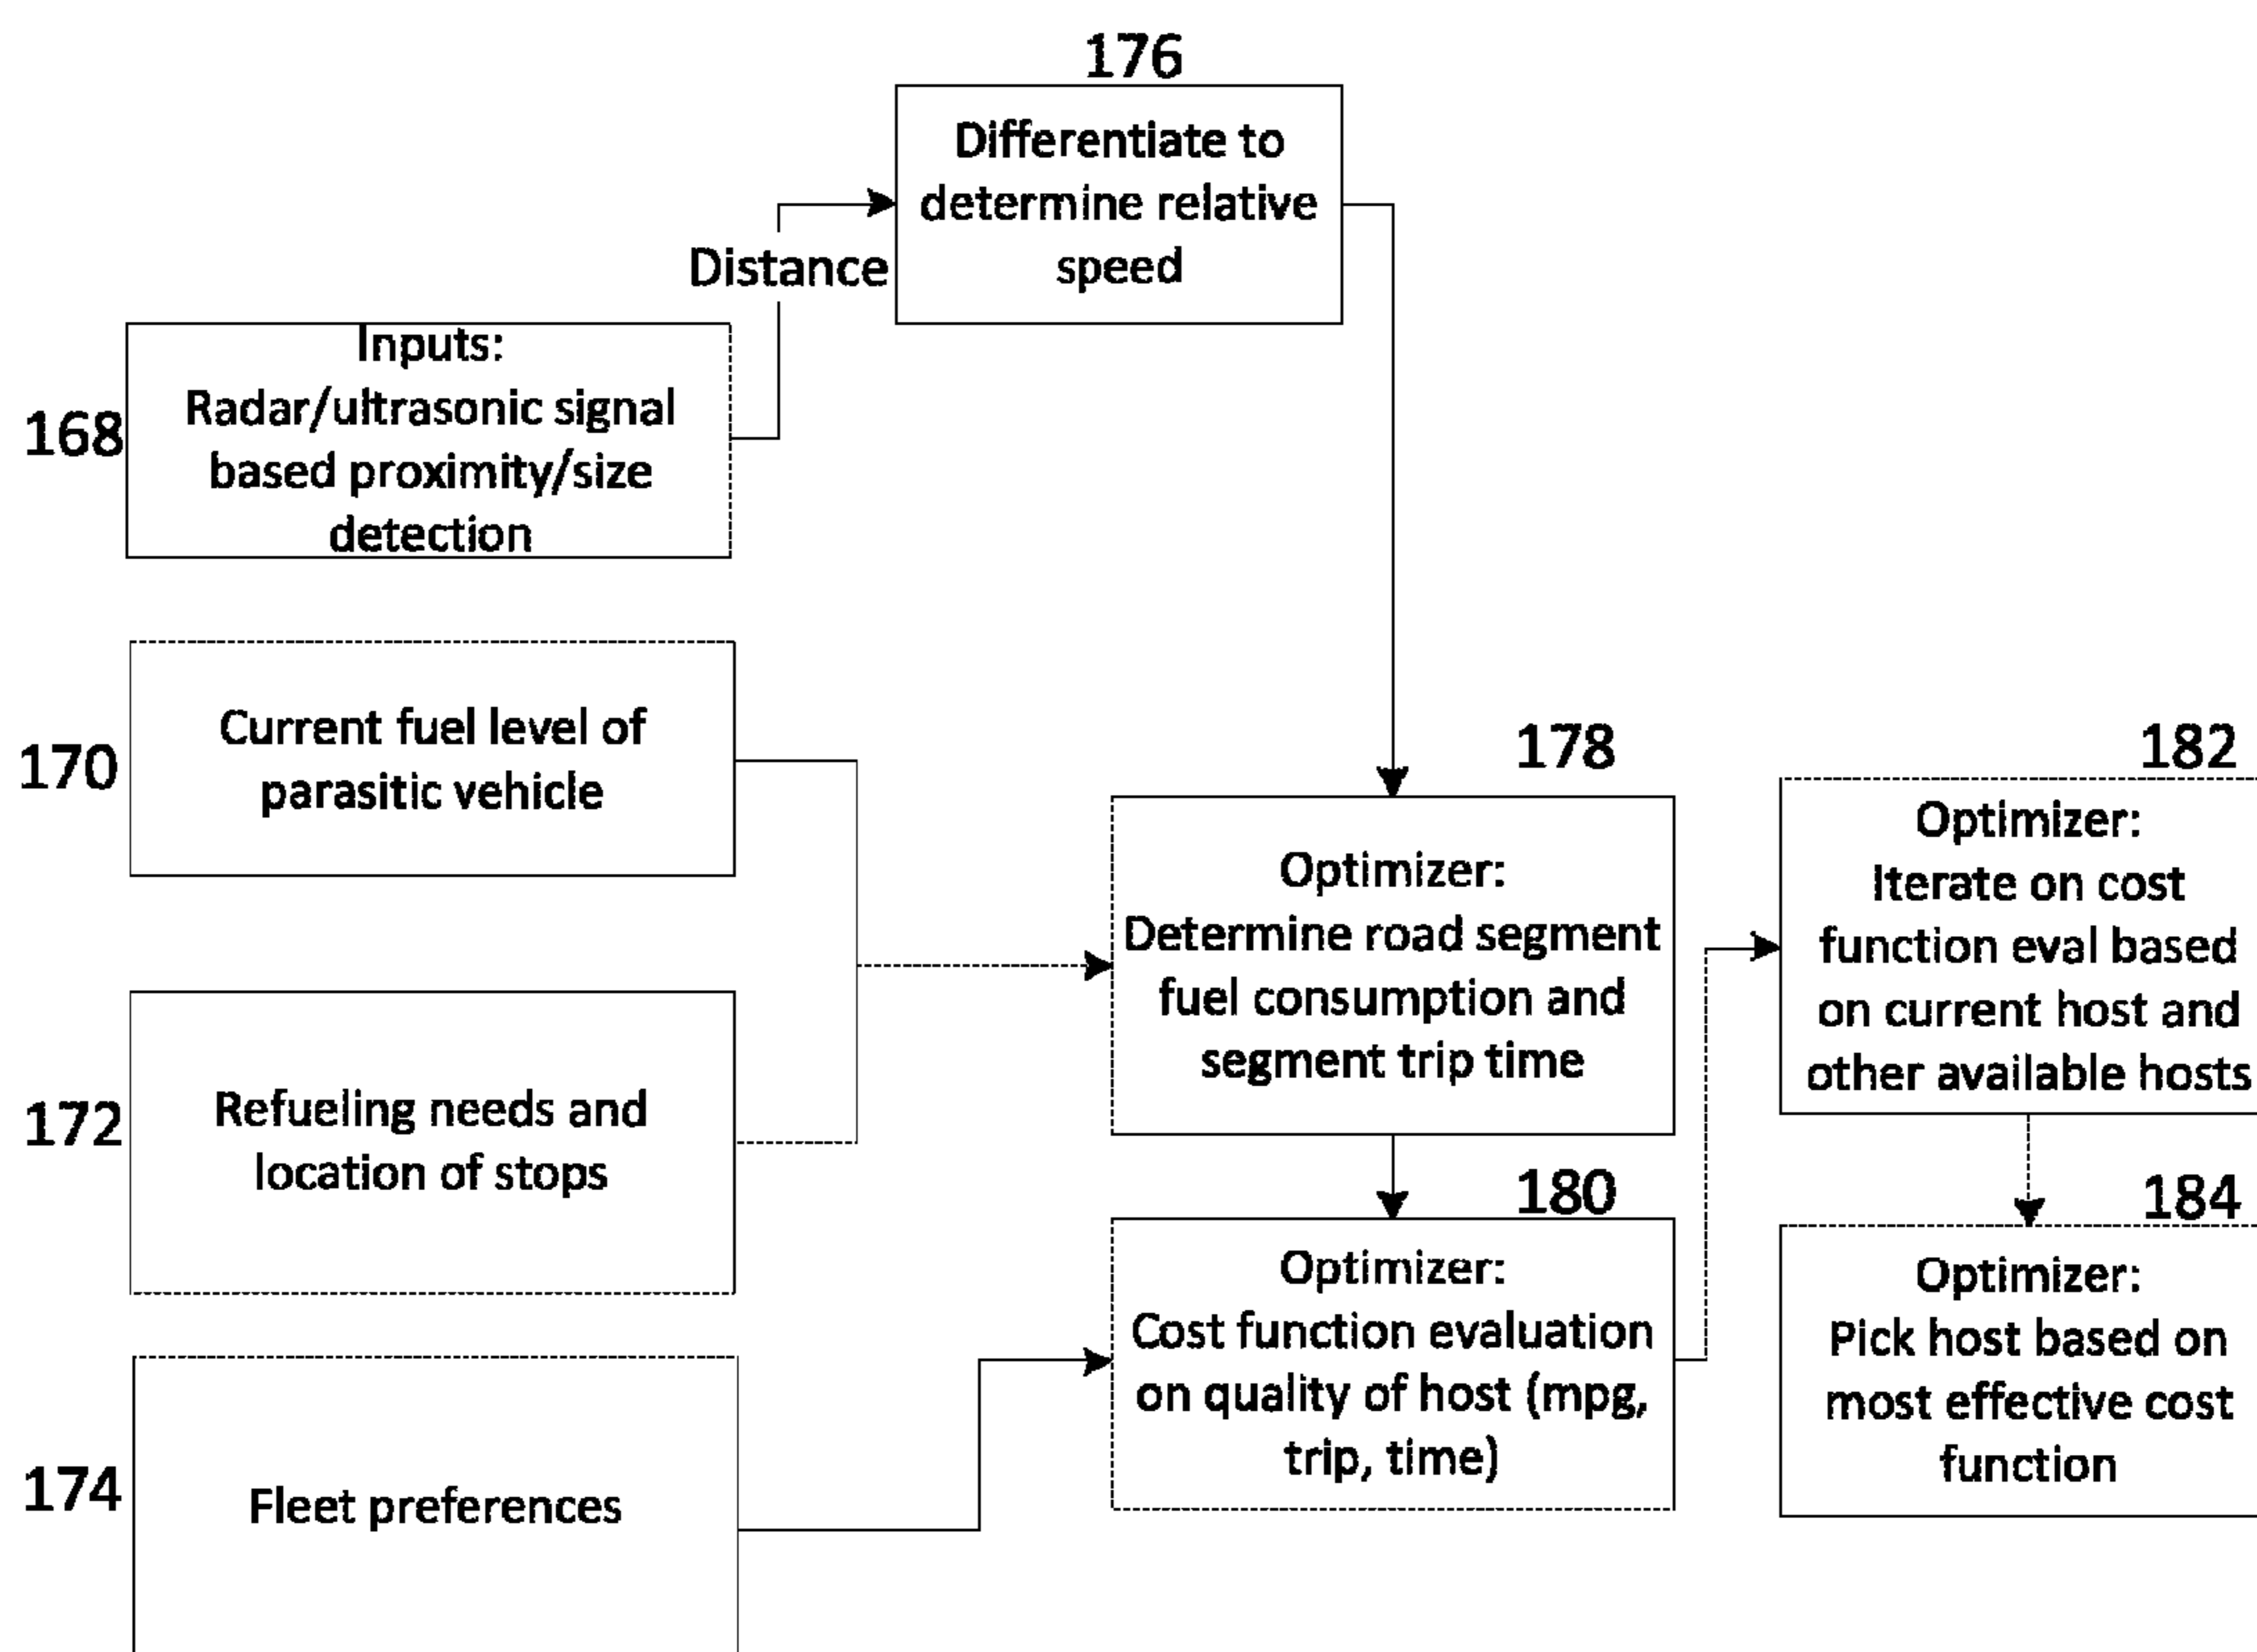 176
Differentiate to
determine relative
speed
Distance
168
Inputs:
Radar/ultrasonic signal
based proximity/size
detection
170
Current fuel level of
parasitic vehicle
172
Refueling needs and
location of stops
174
Fleet preferences
178
Optimizer:
Determine road segment
fuel consumption and
segment trip time
180
Optimizer:
Cost function evaluation
on quality of host (mpg,
trip, time)
182
Optimizer:
Iterate on cost
function eval based
on current host and
other available hosts
184
Optimizer:
Pick host based on
most effective cost
function